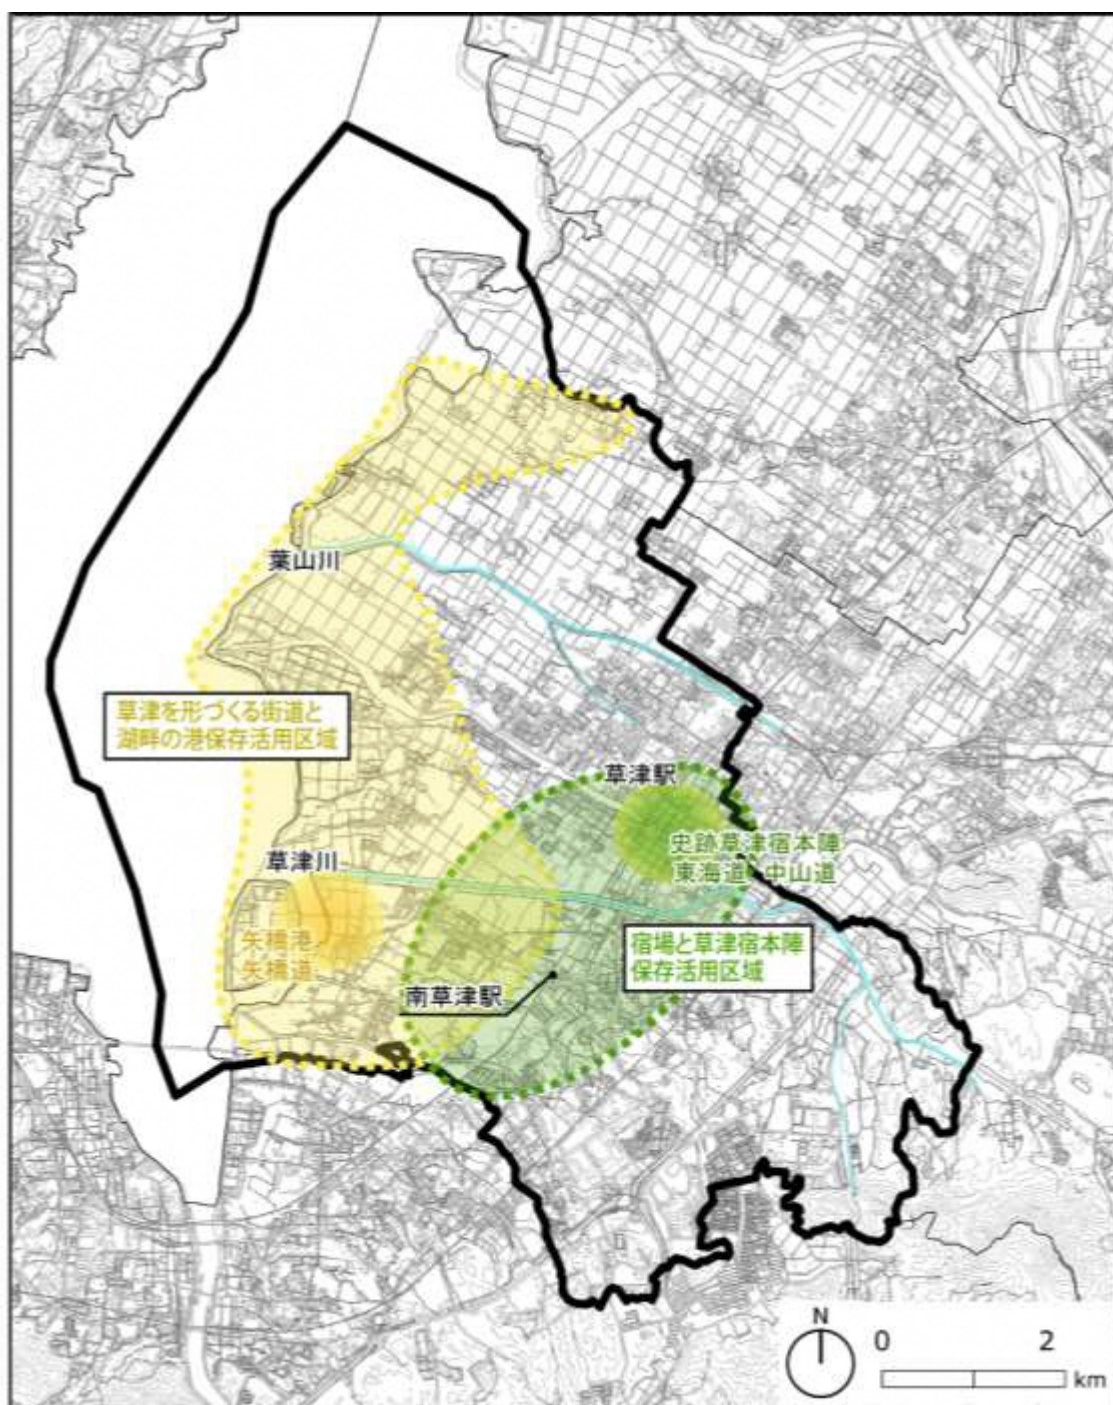 葉山川
草津を形づくる街道と
湖畔の港保存活用区域
草津駅
史跡草津宿本陣
東海道 中山道
草津川
矢橋港
矢橋道
宿場と草津宿本陣
保存活用区域
南草津駅
N
0 2
km